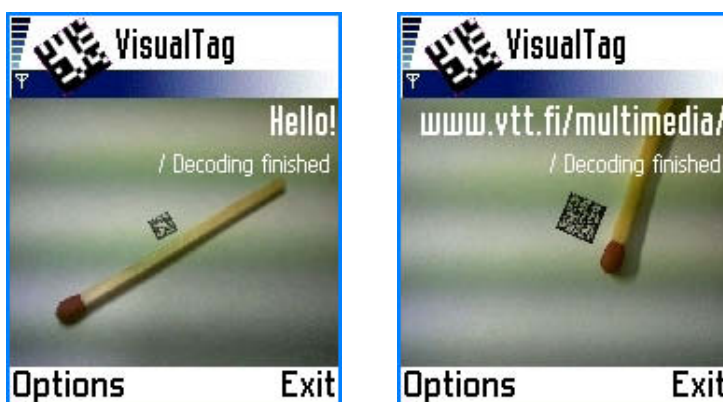 VisualTag
Hello!
/ Decoding finished
Options Exit
VisualTag
www.vtt.fi/multimedia/
/ Decoding finished
Options Exit